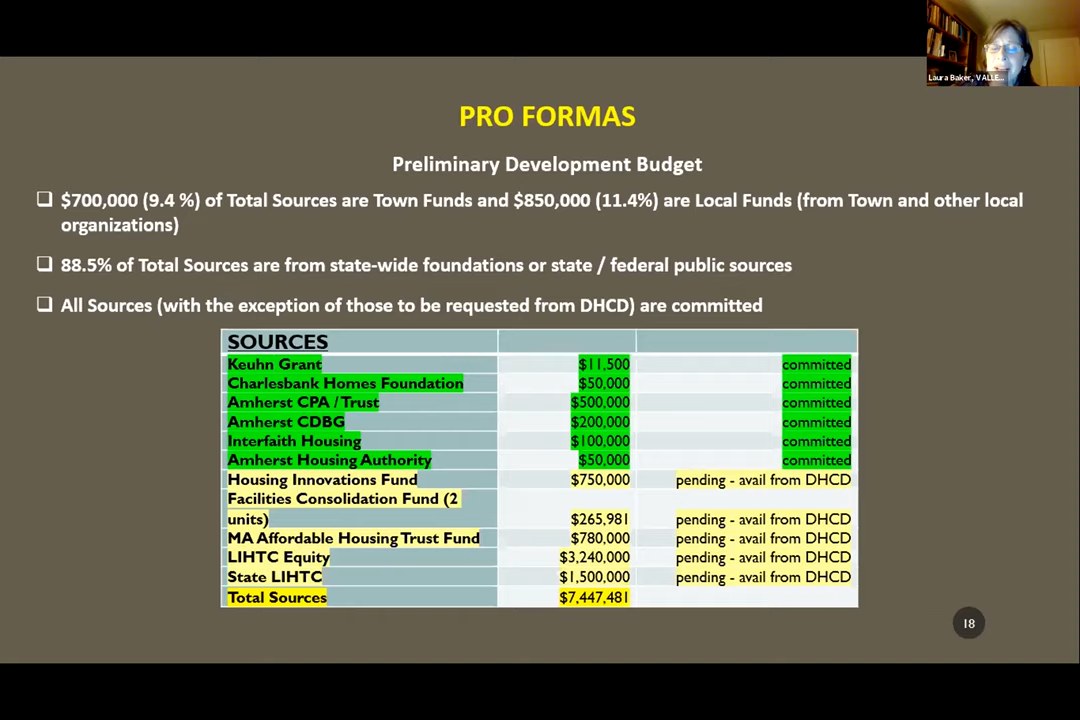 Laura Baker, VALLE...
PRO FORMAS
Preliminary Development Budget
$700,000 (9.4 %) of Total Sources are Town Funds and $850,000 (11.4%) are Local Funds (from Town and other local
organizations)
88.5% of Total Sources are from state-wide foundations or state / federal public sources
All Sources (with the exception of those to be requested from DHCD) are committed
SOURCES
Keuhn Grant $11,500 committed
Charlesbank Homes Foundation $50,000 committed
Amherst CPA / Trust $500,000 committed
Amherst CDBG $200,000 committed
Interfaith Housing $100,000 committed
Amherst Housing Authority $50,000 committed
Housing Innovations Fund $750,000 pending - avail from DHCD
Facilities Consolidation Fund (2
units) $265,981 pending - avail from DHCD
MA Affordable Housing Trust Fund $780,000 pending - avail from DHCD
LIHTC Equity $3,240,000 pending - avail from DHCD
State LIHTC $1,500,000 pending - avail from DHCD
Total Sources $7,447,481
18